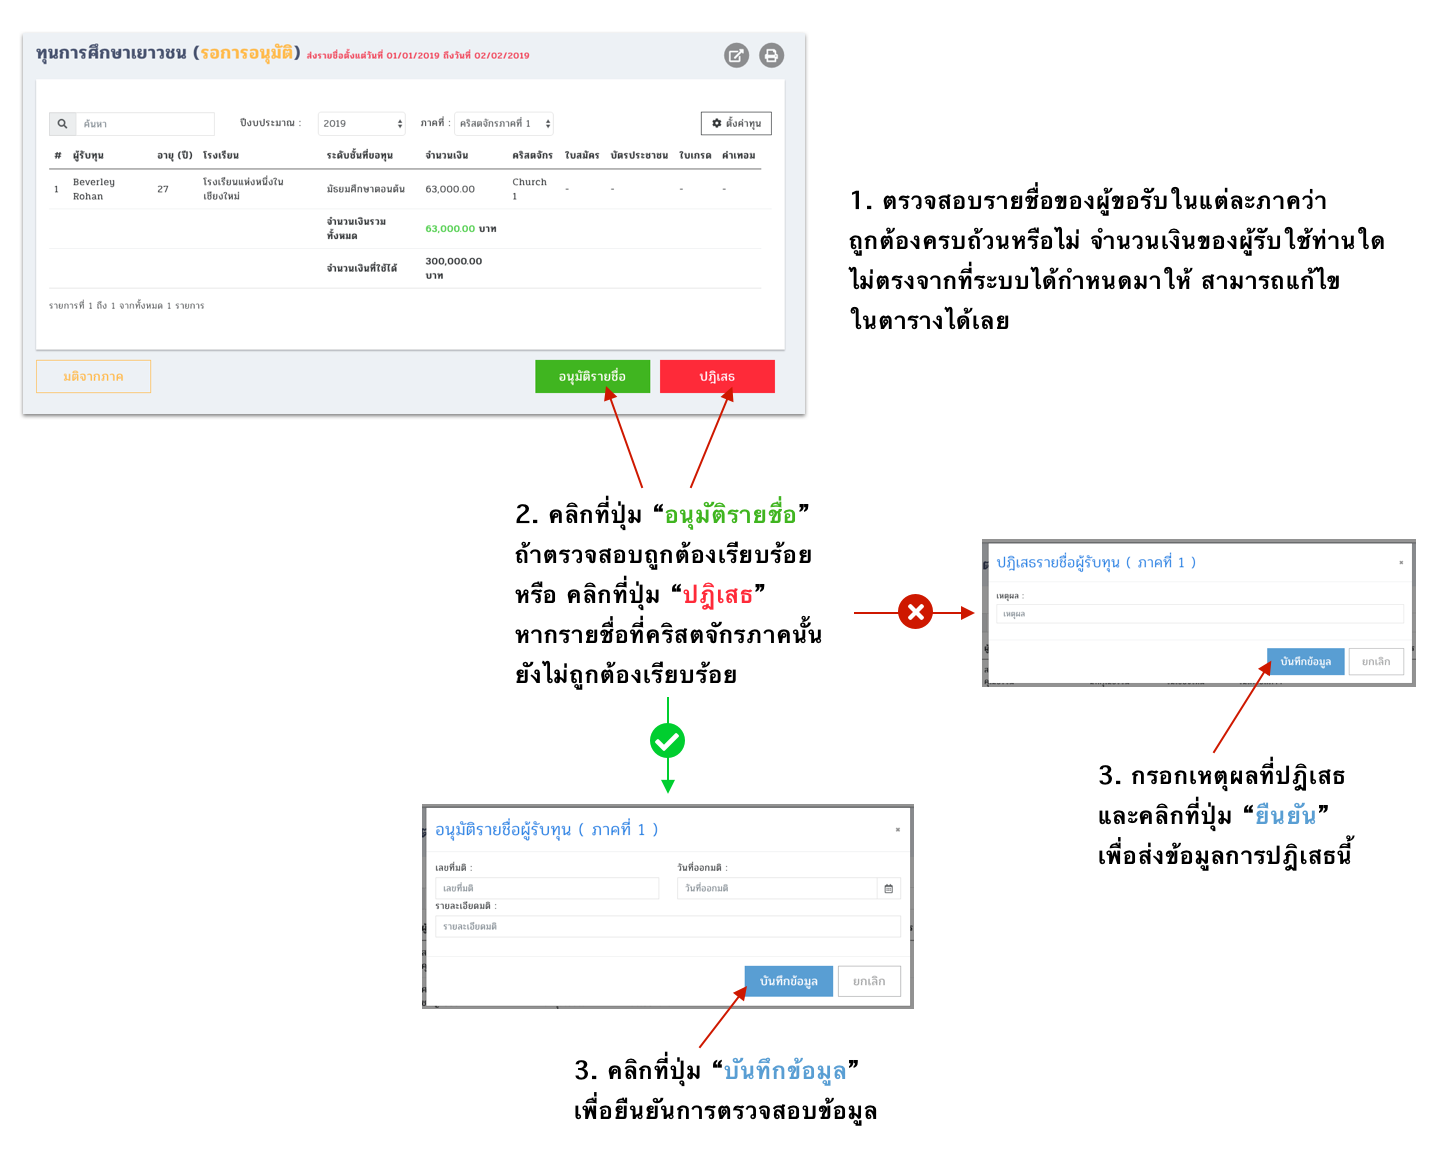 ทุนการศึกษาเยาวชน (รอการอนุมัติ) ส่งรายชื่อตั้งแต่วันที่ 01/01/2019 ถึงวันที่ 02/02/2019
ค้นหา ปีงบประมาณ : 2019 ภาคที่ : คริสตจักรภาคที่ 1 ตั้งค่าทุน
# ผู้รับทุน อายุ (ปี) โรงเรียน ระดับชั้นที่ขอทุน จำนวนเงิน คริสตจักร ใบสมัคร บัตรประชาชน ใบเกรด ค่าเทอม
1 Beverley Rohan 27 โรงเรียนแห่งหนึ่งใน เชียงใหม่ มัธยมศึกษาตอนต้น 63,000.00 Church 1 - - - -
จำนวนเงินรวม ทั้งหมด 63,000.00 บาท
จำนวนเงินที่ใช้ได้ 300,000.00 บาท
รายการที่ 1 ถึง 1 จากทั้งหมด 1 รายการ
มติจากภาค อนุมัติรายชื่อ ปฎิเสธ
1. ตรวจสอบรายชื่อของผู้ขอรับในแต่ละภาคว่า
ถูกต้องครบถ้วนหรือไม่ จำนวนเงินของผู้รับใช้ท่านใด
ไม่ตรงจากที่ระบบได้กำหนดมาให้ สามารถแก้ไข
ในตารางได้เลย
2. คลิกที่ปุ่ม “อนุมัติรายชื่อ”
ถ้าตรวจสอบถูกต้องเรียบร้อย
หรือ คลิกที่ปุ่ม “ปฎิเสธ”
หากรายชื่อที่คริสตจักรภาคนั้น
ยังไม่ถูกต้องเรียบร้อย
ปฎิเสธรายชื่อผู้รับทุน ( ภาคที่ 1 ) ×
เหตุผล :
เหตุผล
บันทึกข้อมูล ยกเลิก
3. กรอกเหตุผลที่ปฎิเสธ
และคลิกที่ปุ่ม “ยืนยัน”
เพื่อส่งข้อมูลการปฎิเสธนี้
อนุมัติรายชื่อผู้รับทุน ( ภาคที่ 1 ) ×
เลขที่มติ : วันที่ออกมติ :
เลขที่มติ วันที่ออกมติ
รายละเอียดมติ :
รายละเอียดมติ
บันทึกข้อมูล ยกเลิก
3. คลิกที่ปุ่ม “บันทึกข้อมูล”
เพื่อยืนยันการตรวจสอบข้อมูล